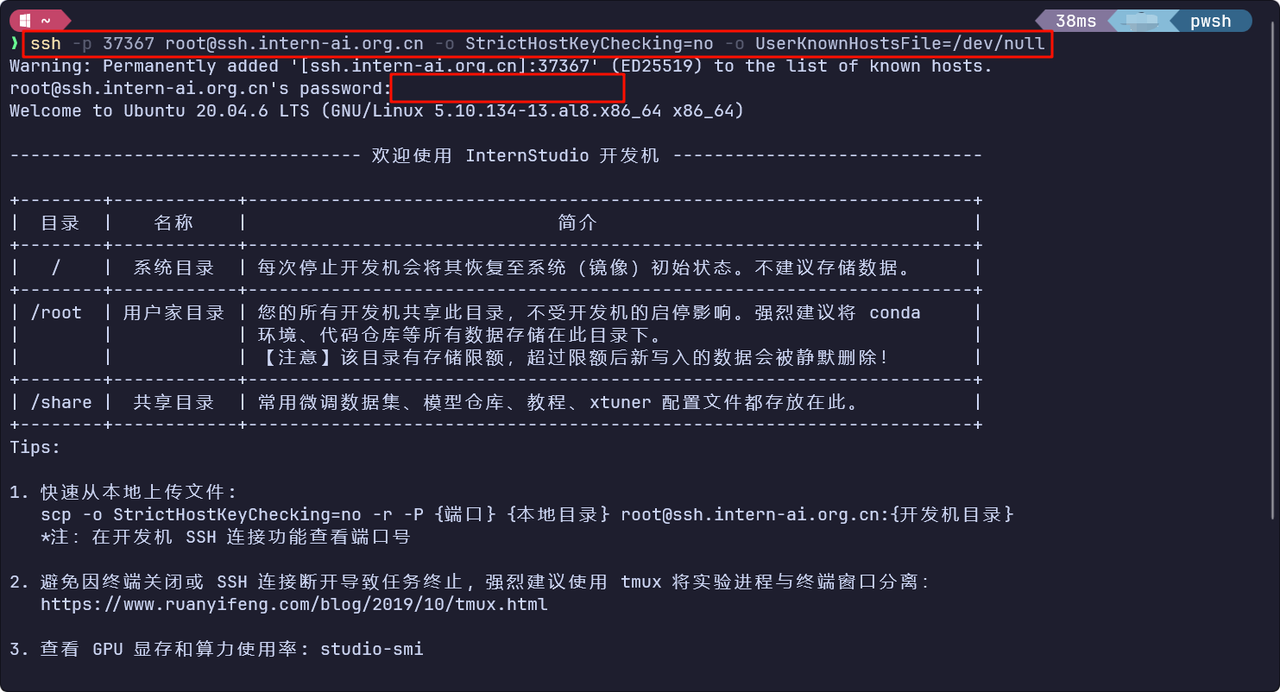 ~ 38ms pwsh
❯ ssh -p 37367 root@ssh.intern-ai.org.cn -o StrictHostKeyChecking=no -o UserKnownHostsFile=/dev/null
Warning: Permanently added '[ssh.intern-ai.org.cn]:37367' (ED25519) to the list of known hosts.
root@ssh.intern-ai.org.cn's password:
Welcome to Ubuntu 20.04.6 LTS (GNU/Linux 5.10.134-13.al8.x86_64 x86_64)
---------------------------------- 欢迎使用 InternStudio 开发机 ------------------------------
+--------+------------+-----------------------------------------------------------------------+
| 目录 | 名称 | 简介 |
+--------+------------+-----------------------------------------------------------------------+
| / | 系统目录 | 每次停止开发机会将其恢复至系统（镜像）初始状态。不建议存储数据。 |
+--------+------------+-----------------------------------------------------------------------+
| /root | 用户家目录 | 您的所有开发机共享此目录，不受开发机的启停影响。强烈建议将 conda |
| | | 环境、代码仓库等所有数据存储在此目录下。 |
| | | 【注意】该目录有存储限额，超过限额后新写入的数据会被静默删除！ |
+--------+------------+-----------------------------------------------------------------------+
| /share | 共享目录 | 常用微调数据集、模型仓库、教程、xtuner 配置文件都存放在此。 |
+--------+------------+-----------------------------------------------------------------------+
Tips:
1. 快速从本地上传文件：
scp -o StrictHostKeyChecking=no -r -P {端口} {本地目录} root@ssh.intern-ai.org.cn:{开发机目录}
*注：在开发机 SSH 连接功能查看端口号
2. 避免因终端关闭或 SSH 连接断开导致任务终止，强烈建议使用 tmux 将实验进程与终端窗口分离：
https://www.ruanyifeng.com/blog/2019/10/tmux.html
3. 查看 GPU 显存和算力使用率：studio-smi